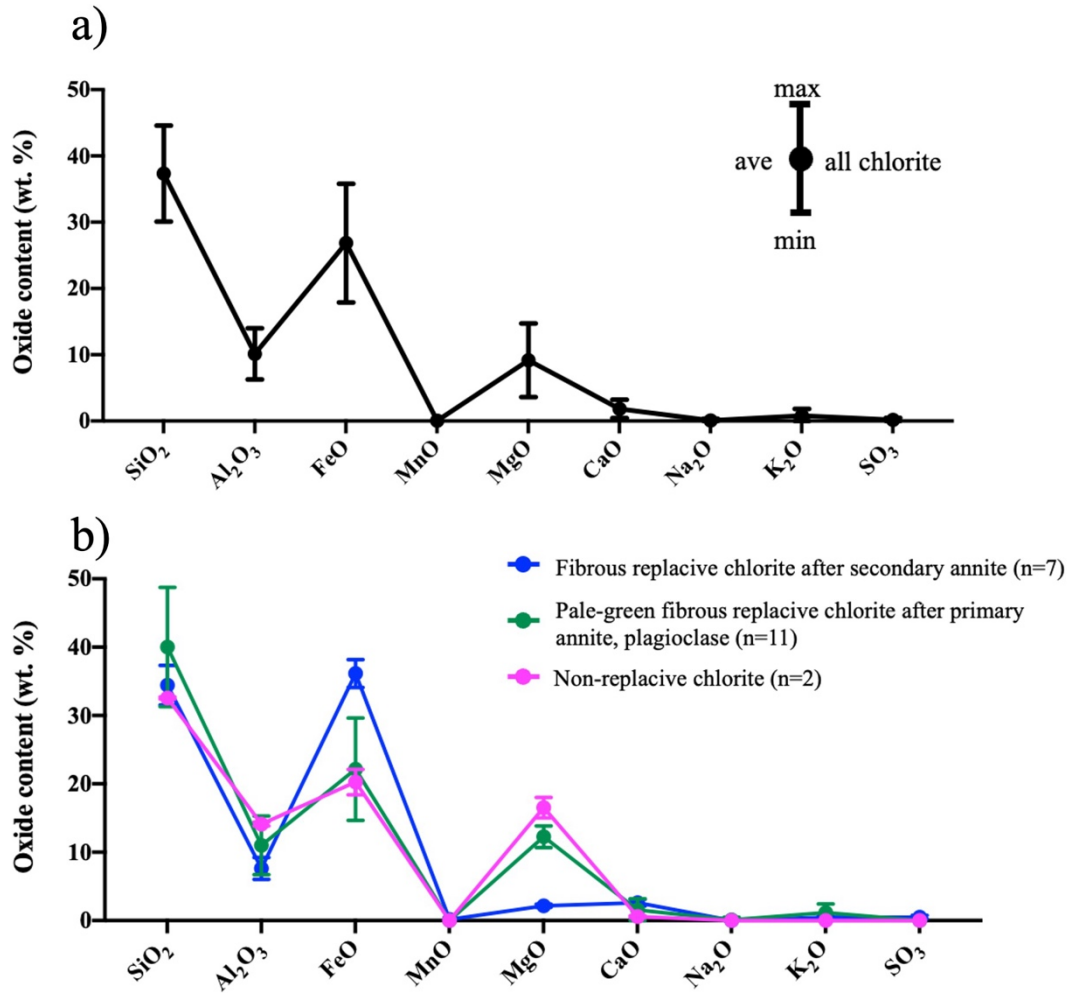 a)
Oxide content (wt. %)
50
40
30
20
10
0
max
ave
all chlorite
min
SiO₂
Al₂O₃
FeO
MnO
MgO
CaO
Na₂O
K₂O
SO₃
b)
Oxide content (wt. %)
50
40
30
20
10
0
Fibrous replacive chlorite after secondary annite (n=7)
Pale-green fibrous replacive chlorite after primary
annite, plagioclase (n=11)
Non-replacive chlorite (n=2)
SiO₂
Al₂O₃
FeO
MnO
MgO
CaO
Na₂O
K₂O
SO₃